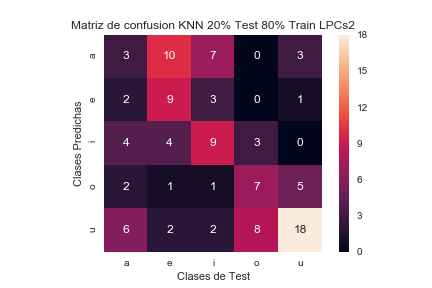 Matriz de confusion KNN 20% Test 80% Train LPCs2
Clases Predichas
a 3 10 7 0 3
e 2 9 3 0 1
i 4 4 9 3 0
o 2 1 1 7 5
u 6 2 2 8 18
a e i o u
Clases de Test
18
15
12
9
6
3
0